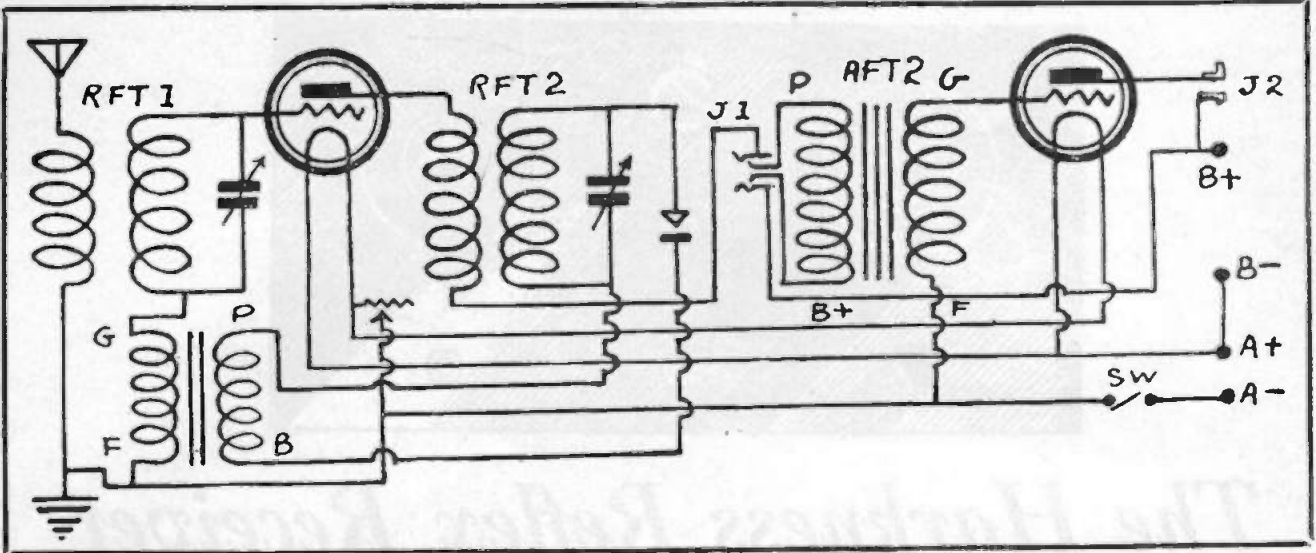 RFT1
RFT2
J1
P
AFT2
G
J2
B+
B-
G
P
B+
F
A+
SW
A-
F
B
The Harkness Reflex Receiver